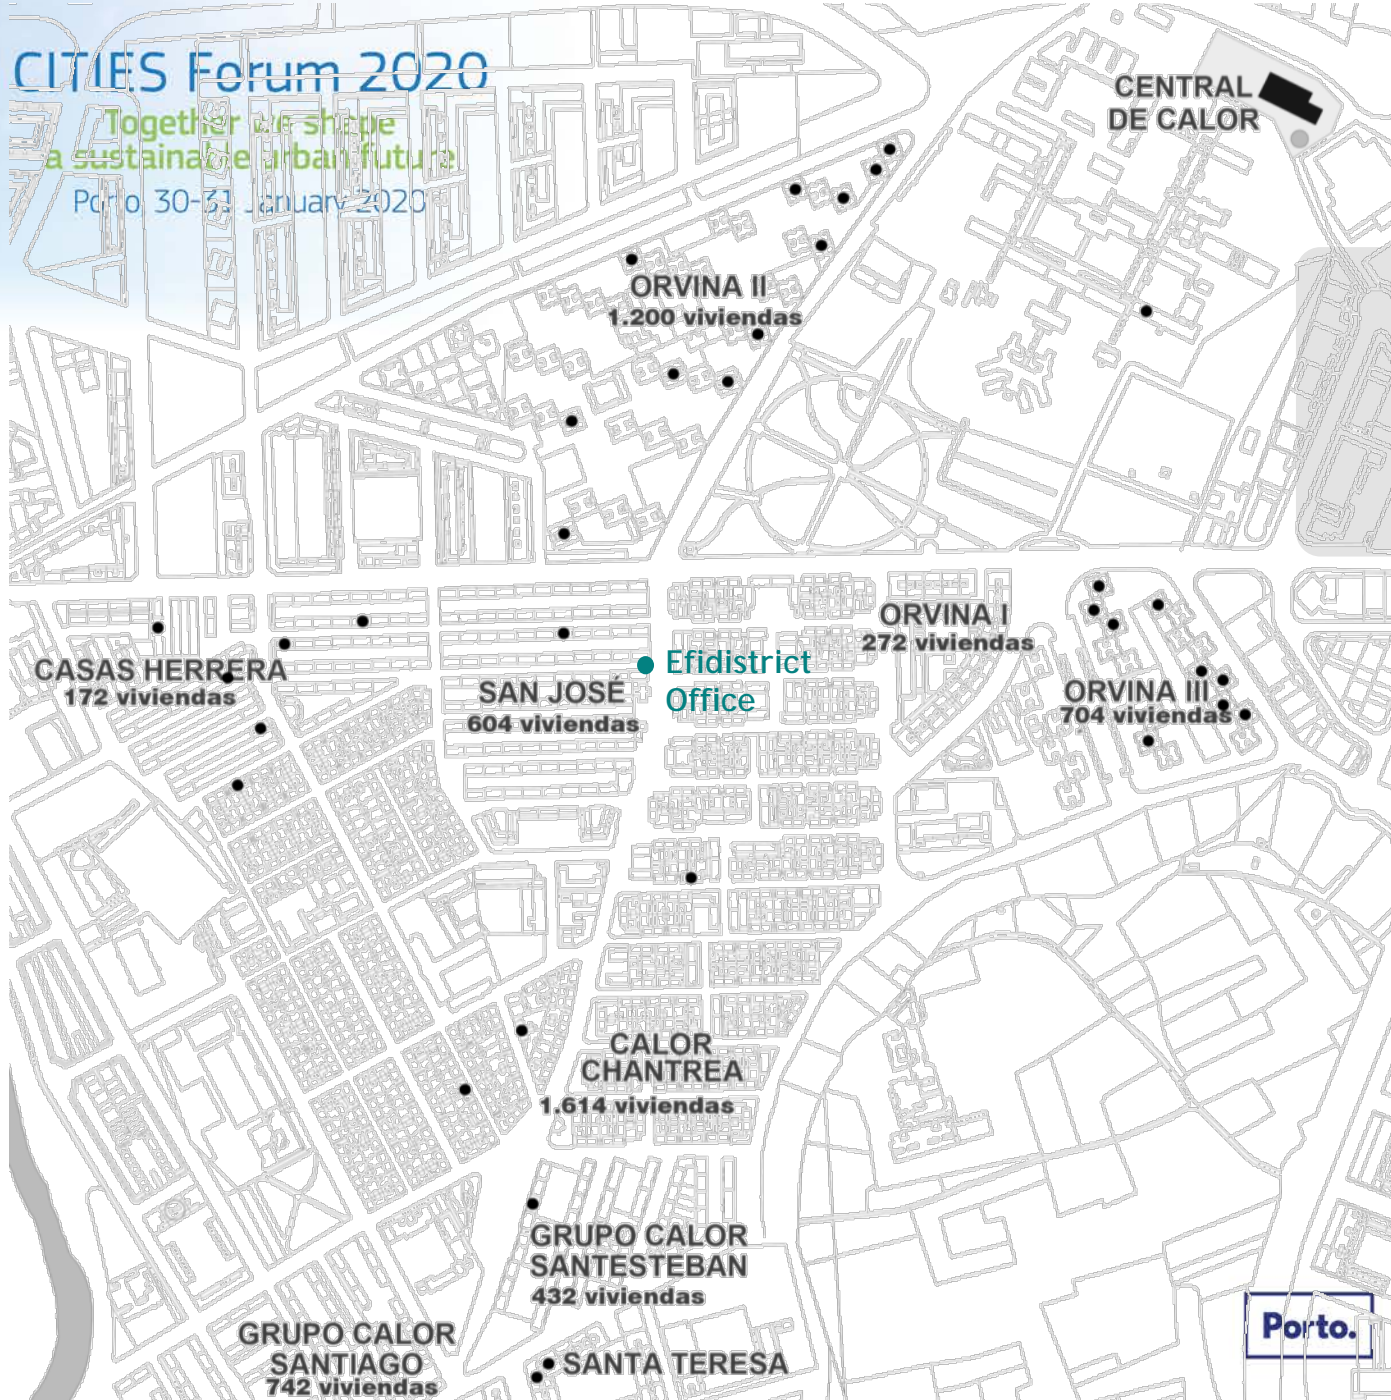 CITIES Forum 2020
Together we shape
a sustainable urban future
Porto, 30-31 January 2020
CENTRAL
DE CALOR
ORVINA II
1.200 viviendas
ORVINA I
272 viviendas
CASAS HERRERA
172 viviendas
SAN JOSÉ
604 viviendas
Efidistrict
Office
ORVINA III
704 viviendas
CALOR
CHANTREA
1.614 viviendas
GRUPO CALOR
SANTESTEBAN
432 viviendas
GRUPO CALOR
SANTIAGO
742 viviendas
SANTA TERESA
Porto.